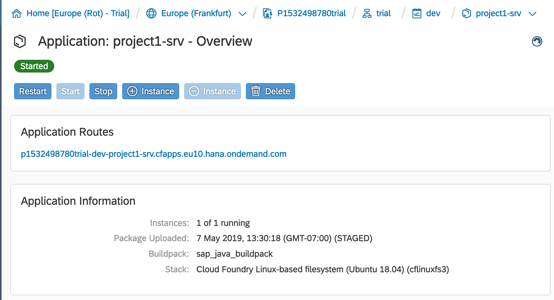 Home [Europe (Rot) - Trial] / Europe (Frankfurt) / P1532498780trial / trial / dev / project1-srv
Application: project1-srv - Overview
Started
Restart Start Stop Instance Instance Delete
Application Routes
p1532498780trial-dev-project1-srv.cfapps.eu10.hana.ondemand.com
Application Information
Instances: 1 of 1 running
Package Uploaded: 7 May 2019, 13:30:18 (GMT-07:00) (STAGED)
Buildpack: sap_java_buildpack
Stack: Cloud Foundry Linux-based filesystem (Ubuntu 18.04) (cflinuxfs3)